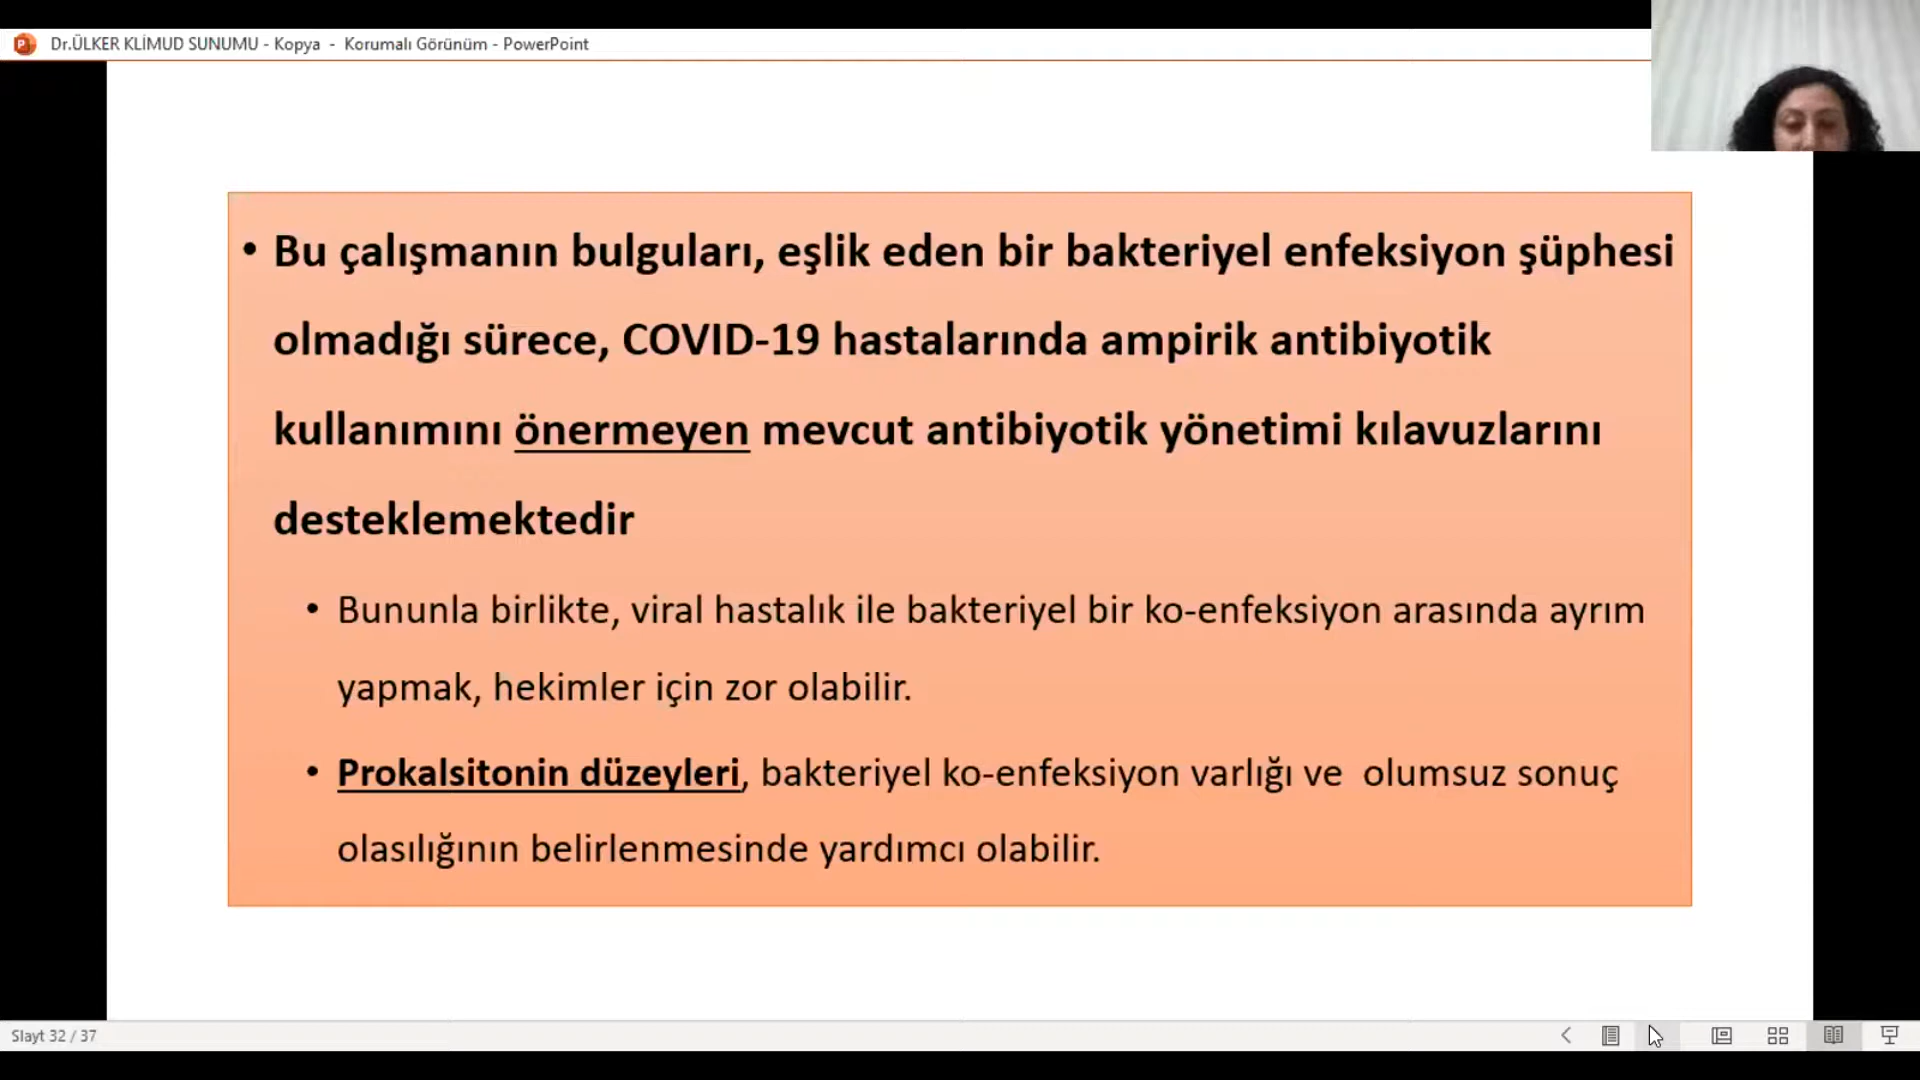 Dr.ÜLKER KLİMUD SUNUMU - Kopya - Korumalı Görünüm - PowerPoint
• Bu çalışmanın bulguları, eşlik eden bir bakteriyel enfeksiyon şüphesi
olmadığı sürece, COVID-19 hastalarında ampirik antibiyotik
kullanımını önermeyen mevcut antibiyotik yönetimi kılavuzlarını
desteklemektedir
• Bununla birlikte, viral hastalık ile bakteriyel bir ko-enfeksiyon arasında ayrım
yapmak, hekimler için zor olabilir.
• Prokalsitonin düzeyleri, bakteriyel ko-enfeksiyon varlığı ve olumsuz sonuç
olasılığının belirlenmesinde yardımcı olabilir.
Slayt 32 / 37